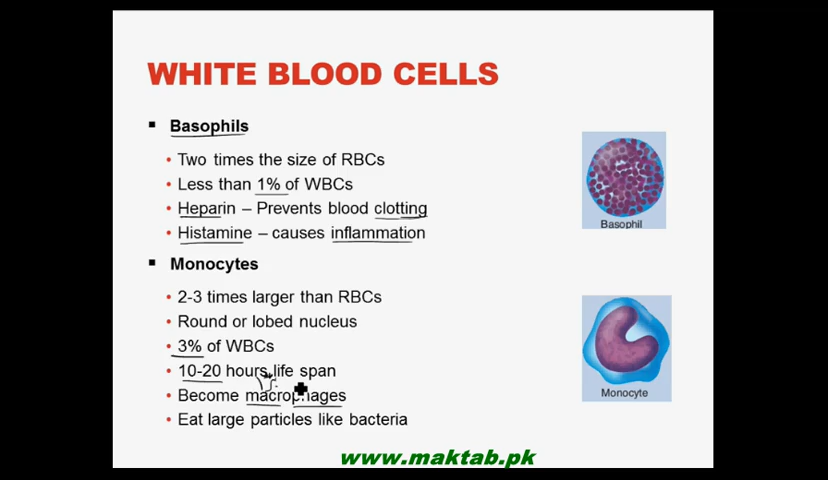 WHITE BLOOD CELLS
▪ Basophils
• Two times the size of RBCs
• Less than 1% of WBCs
• Heparin – Prevents blood clotting
• Histamine – causes inflammation
Basophil
▪ Monocytes
• 2-3 times larger than RBCs
• Round or lobed nucleus
• 3% of WBCs
• 10-20 hours life span
• Become macrophages
• Eat large particles like bacteria
Monocyte
www.maktab.pk